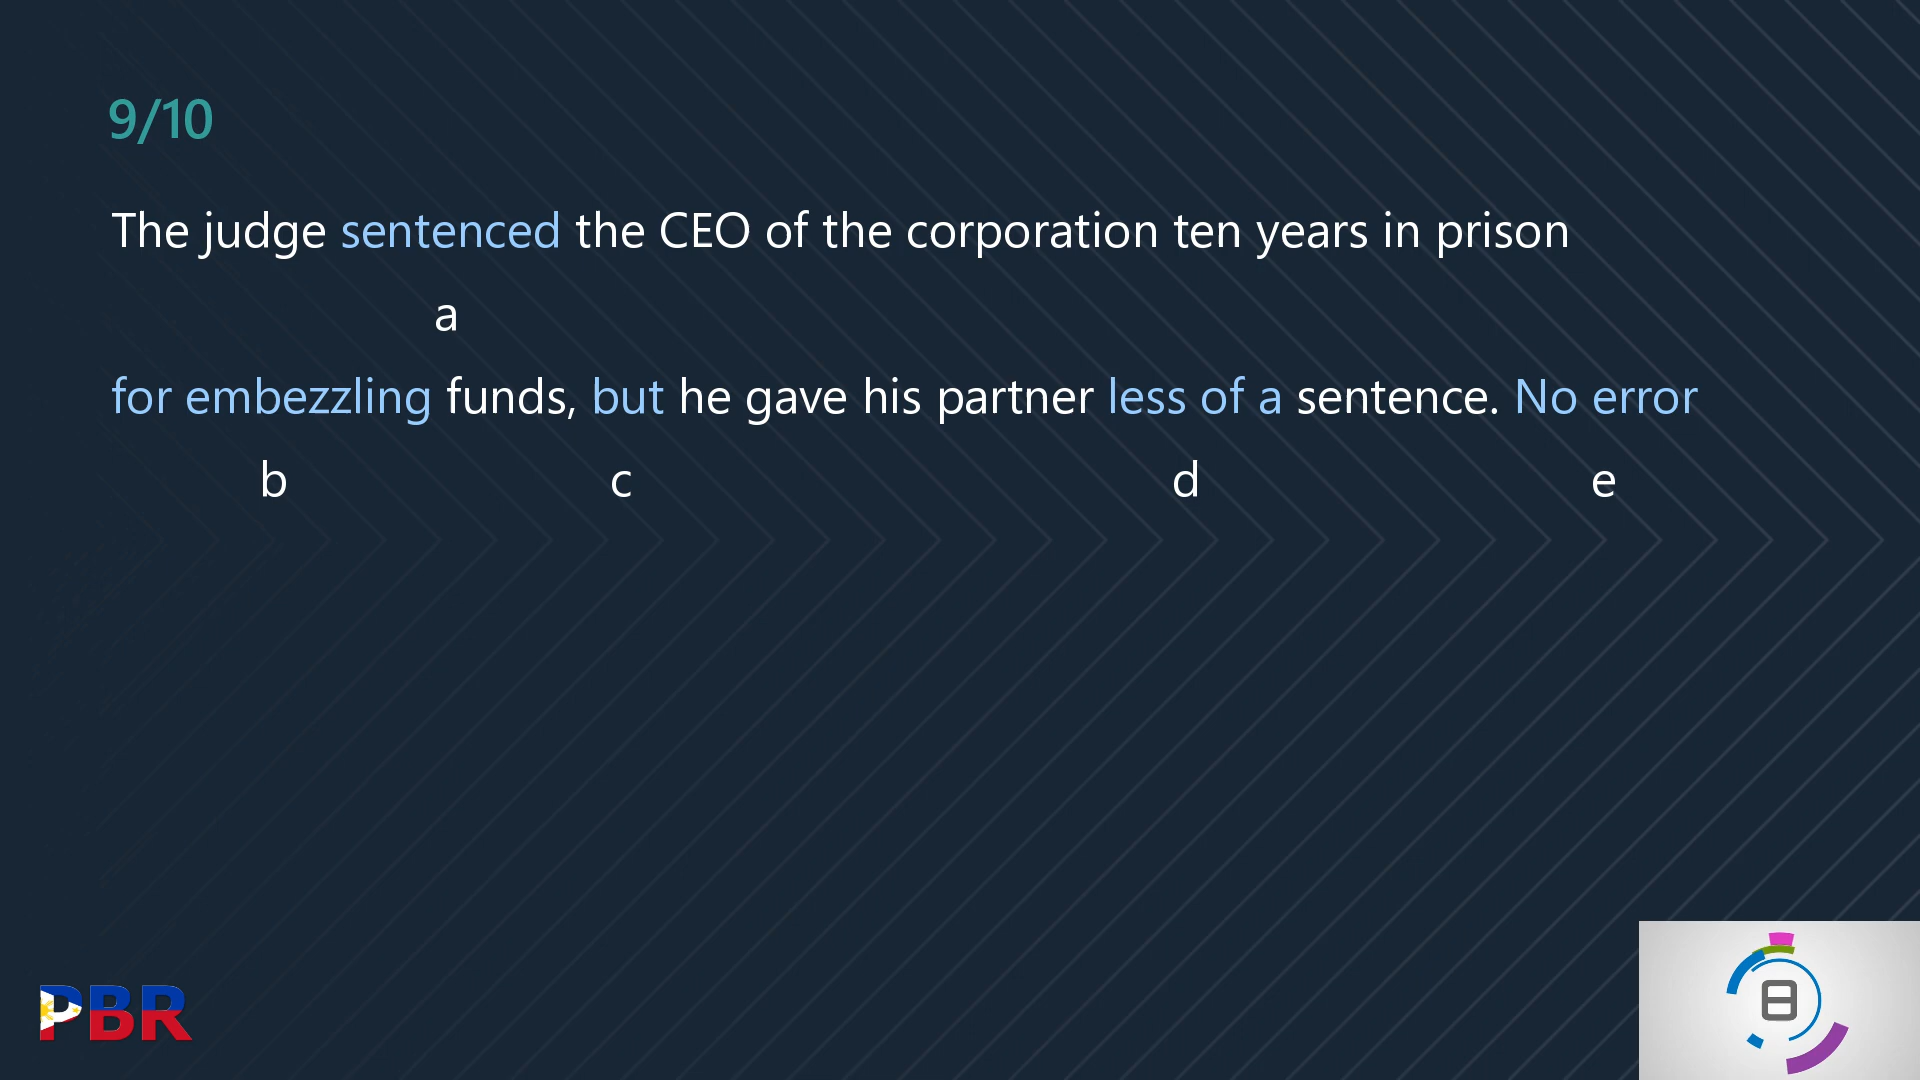 9/10
The judge sentenced the CEO of the corporation ten years in prison
a
for embezzling funds, but he gave his partner less of a sentence. No error
b c d e
PBR
8